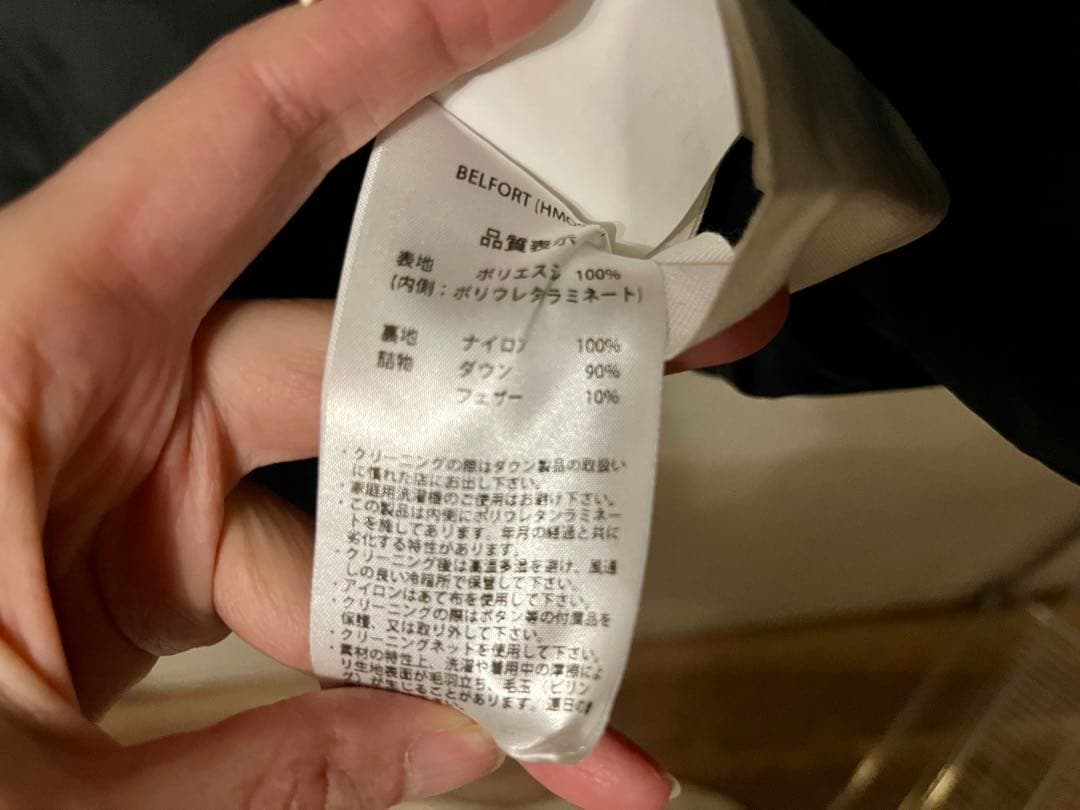 BELFORT (HMO
品質表示
表地 ポリエステ 100%
(内側：ポリウレタンラミネート)
裏地 ナイロン 100%
詰物 ダウン 90%
フェザー 10%
・クリーニングの際はダウン製品の取扱い
に慣れた店にお出し下さい。
・家庭用洗濯機のご使用はお避け下さい。
・この製品は内側にポリウレタンラミネー
トを施してあります。年月の経過と共に
劣化する特性があります。
・クリーニング後は高温多湿を避け、風通
しの良い冷暗所で保管して下さい。
・アイロンはあて布を使用して下さい。
・クリーニングの際はボタン等の付属品を
保護、又は取り外して下さい。
・クリーニングネットを使用して下さい。
・素材の特性上、洗濯や着用中の摩擦によ
り生地表面が毛羽立ち、毛玉（ピリン
グ）が生じることがあります。連日の